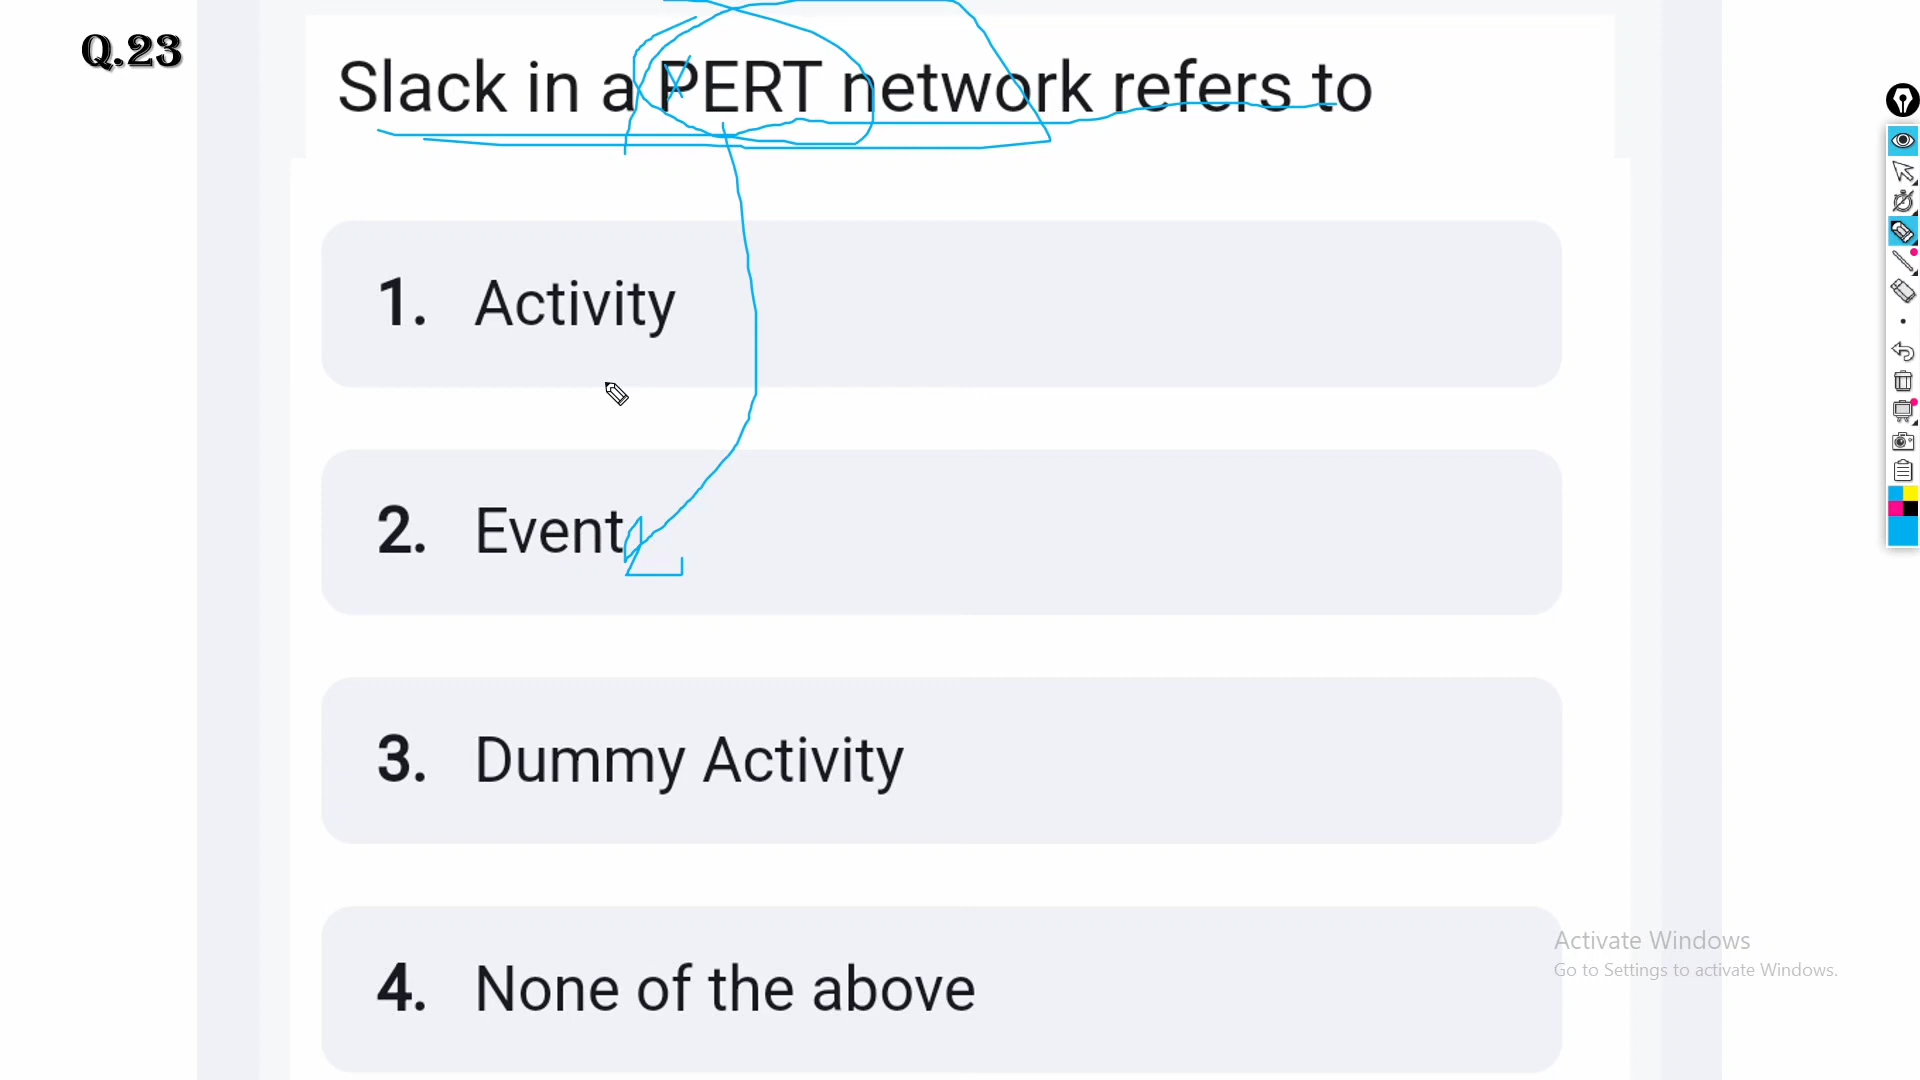 Q.23
Slack in a PERT network refers to
1. Activity
2. Event
3. Dummy Activity
4. None of the above
Activate Windows
Go to Settings to activate Windows.